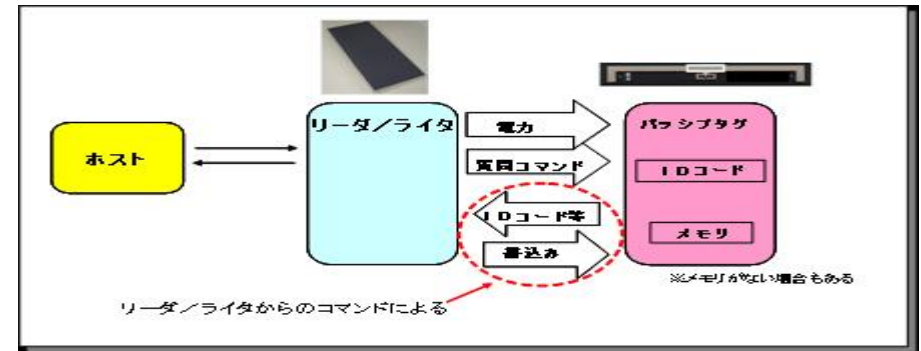 ホスト
リーダ/ライタ
電力
質問コマンド
IDコード等
書込み
パッシブタグ
IDコード
メモリ
※メモリがない場合もある
リーダ/ライタからのコマンドによる